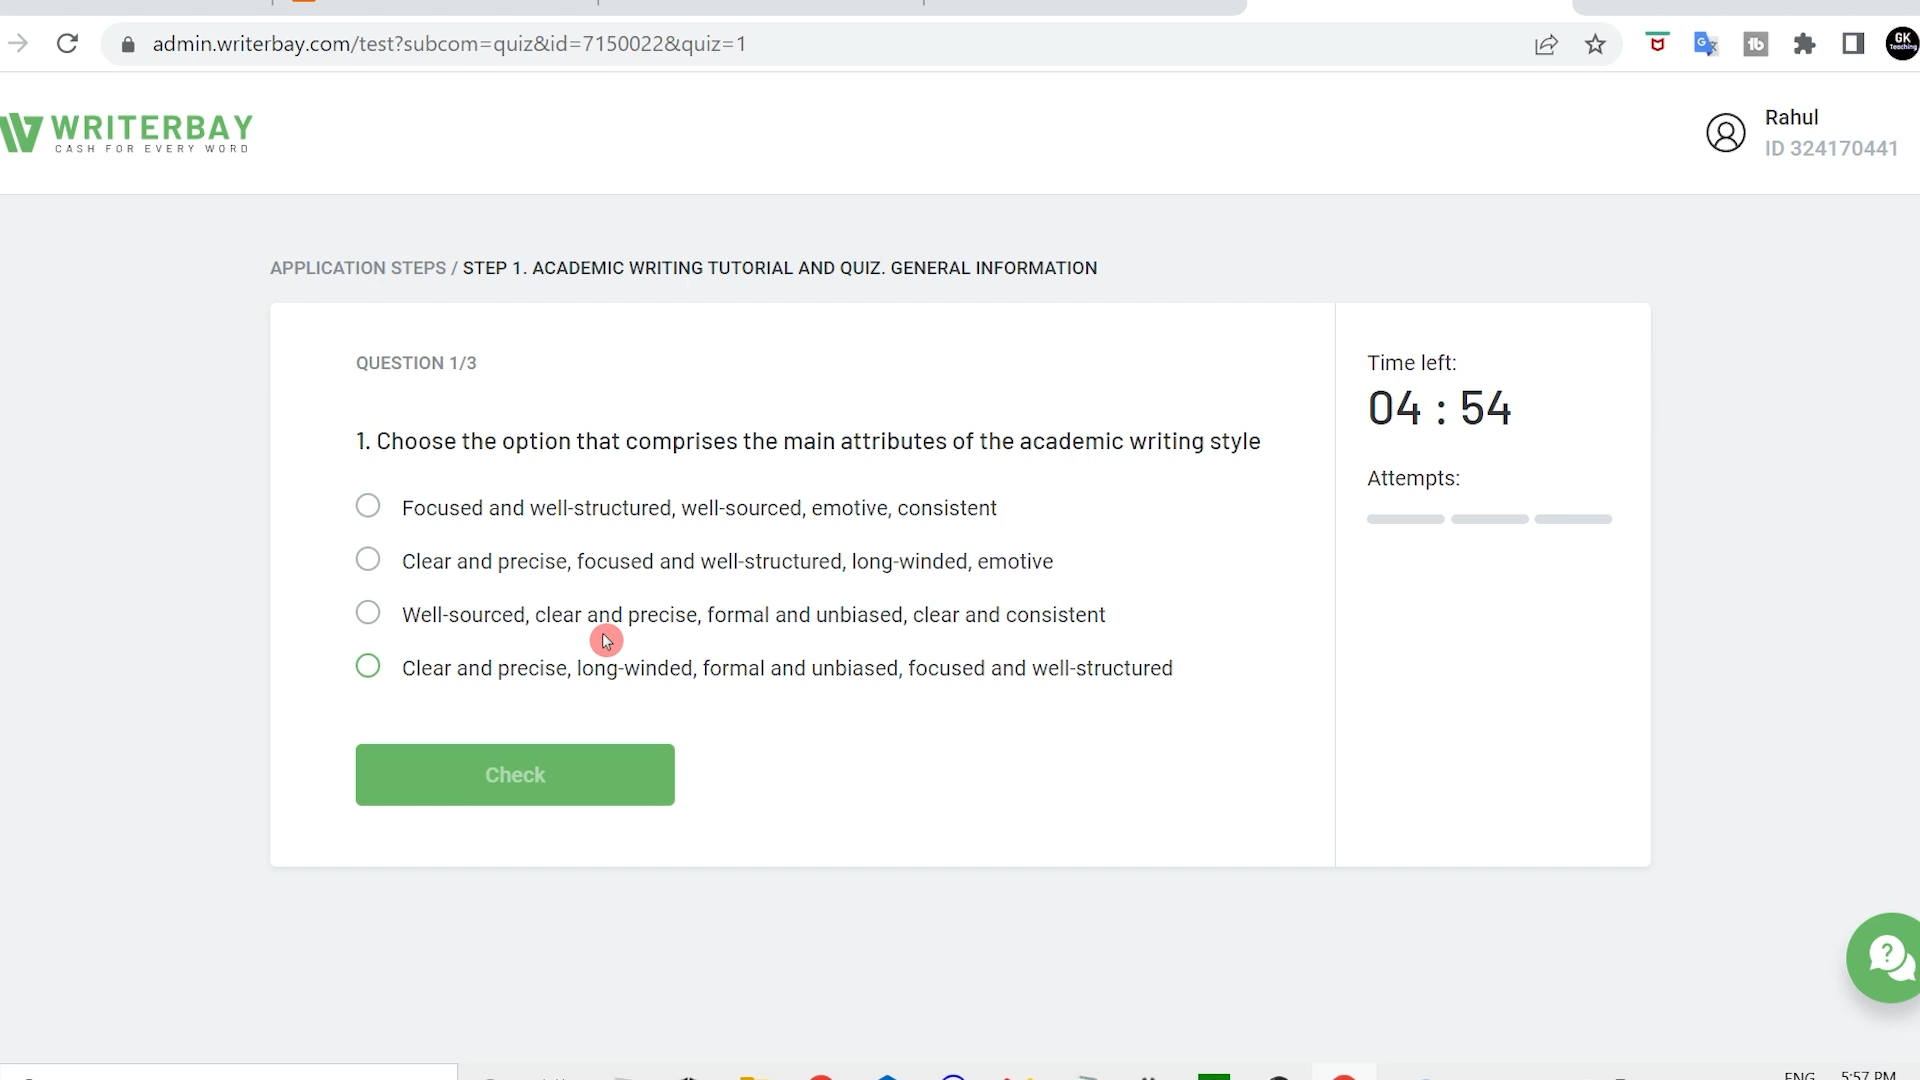 admin.writerbay.com/test?subcom=quiz&id=7150022&quiz=1
GK
Teaching
WRITERBAY
CASH FOR EVERY WORD
Rahul
ID 324170441
APPLICATION STEPS / STEP 1. ACADEMIC WRITING TUTORIAL AND QUIZ. GENERAL INFORMATION
QUESTION 1/3
Time left:
04 : 54
1. Choose the option that comprises the main attributes of the academic writing style
Attempts:
Focused and well-structured, well-sourced, emotive, consistent
Clear and precise, focused and well-structured, long-winded, emotive
Well-sourced, clear and precise, formal and unbiased, clear and consistent
Clear and precise, long-winded, formal and unbiased, focused and well-structured
Check
ENG
5:57 PM